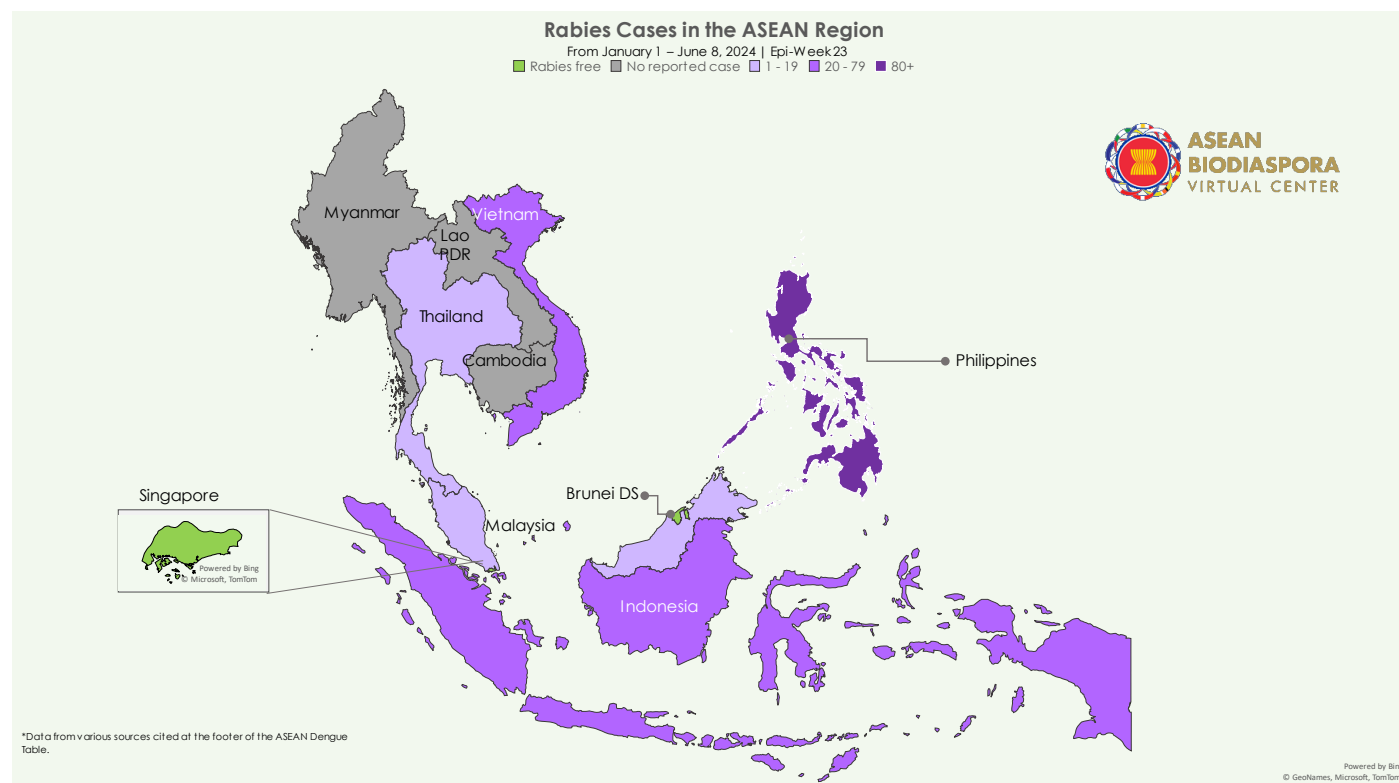 Rabies Cases in the ASEAN Region
From January 1 – June 8, 2024 | Epi-Week 23
Rabies free No reported case 1 - 19 20 - 79 80+
ASEAN
BIODIASPORA
VIRTUAL CENTER
Myanmar
Vietnam
Lao
PDR
Thailand
Cambodia
Philippines
Singapore
Brunei DS
Malaysia
Powered by Bing
© Microsoft, TomTom
Indonesia
*Data from various sources cited at the footer of the ASEAN Dengue
Table.
Powered by Bin
© GeoNames, Microsoft, TomTom